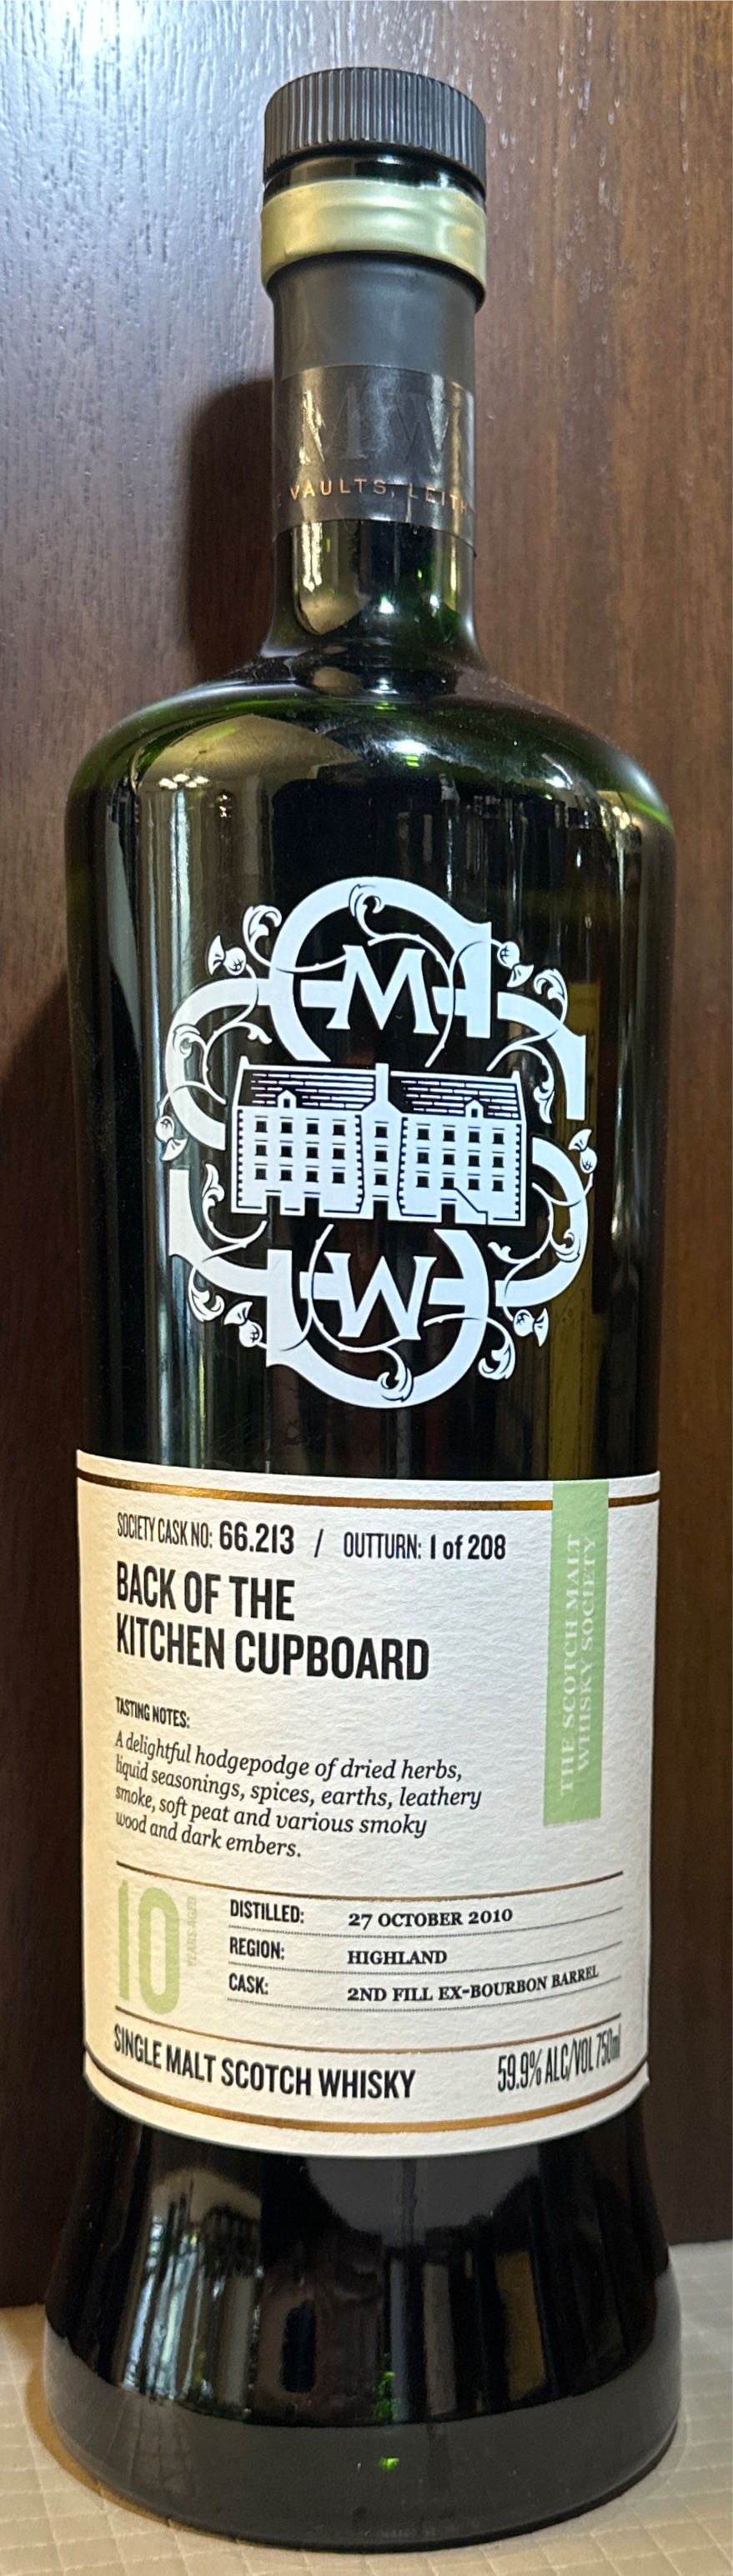 MW
VAULTS, LEITH
M
W
SOCIETY CASK NO: 66.213 / OUTTURN: 1 of 208
BACK OF THE
KITCHEN CUPBOARD
THE SCOTCH MALT
WHISKY SOCIETY
TASTING NOTES:
A delightful hodgepodge of dried herbs,
liquid seasonings, spices, earths, leathery
smoke, soft peat and various smoky
wood and dark embers.
10
YEARS AGED
DISTILLED: 27 OCTOBER 2010
REGION: HIGHLAND
CASK: 2ND FILL EX-BOURBON BARREL
SINGLE MALT SCOTCH WHISKY 59.9% ALC/VOL 750ml